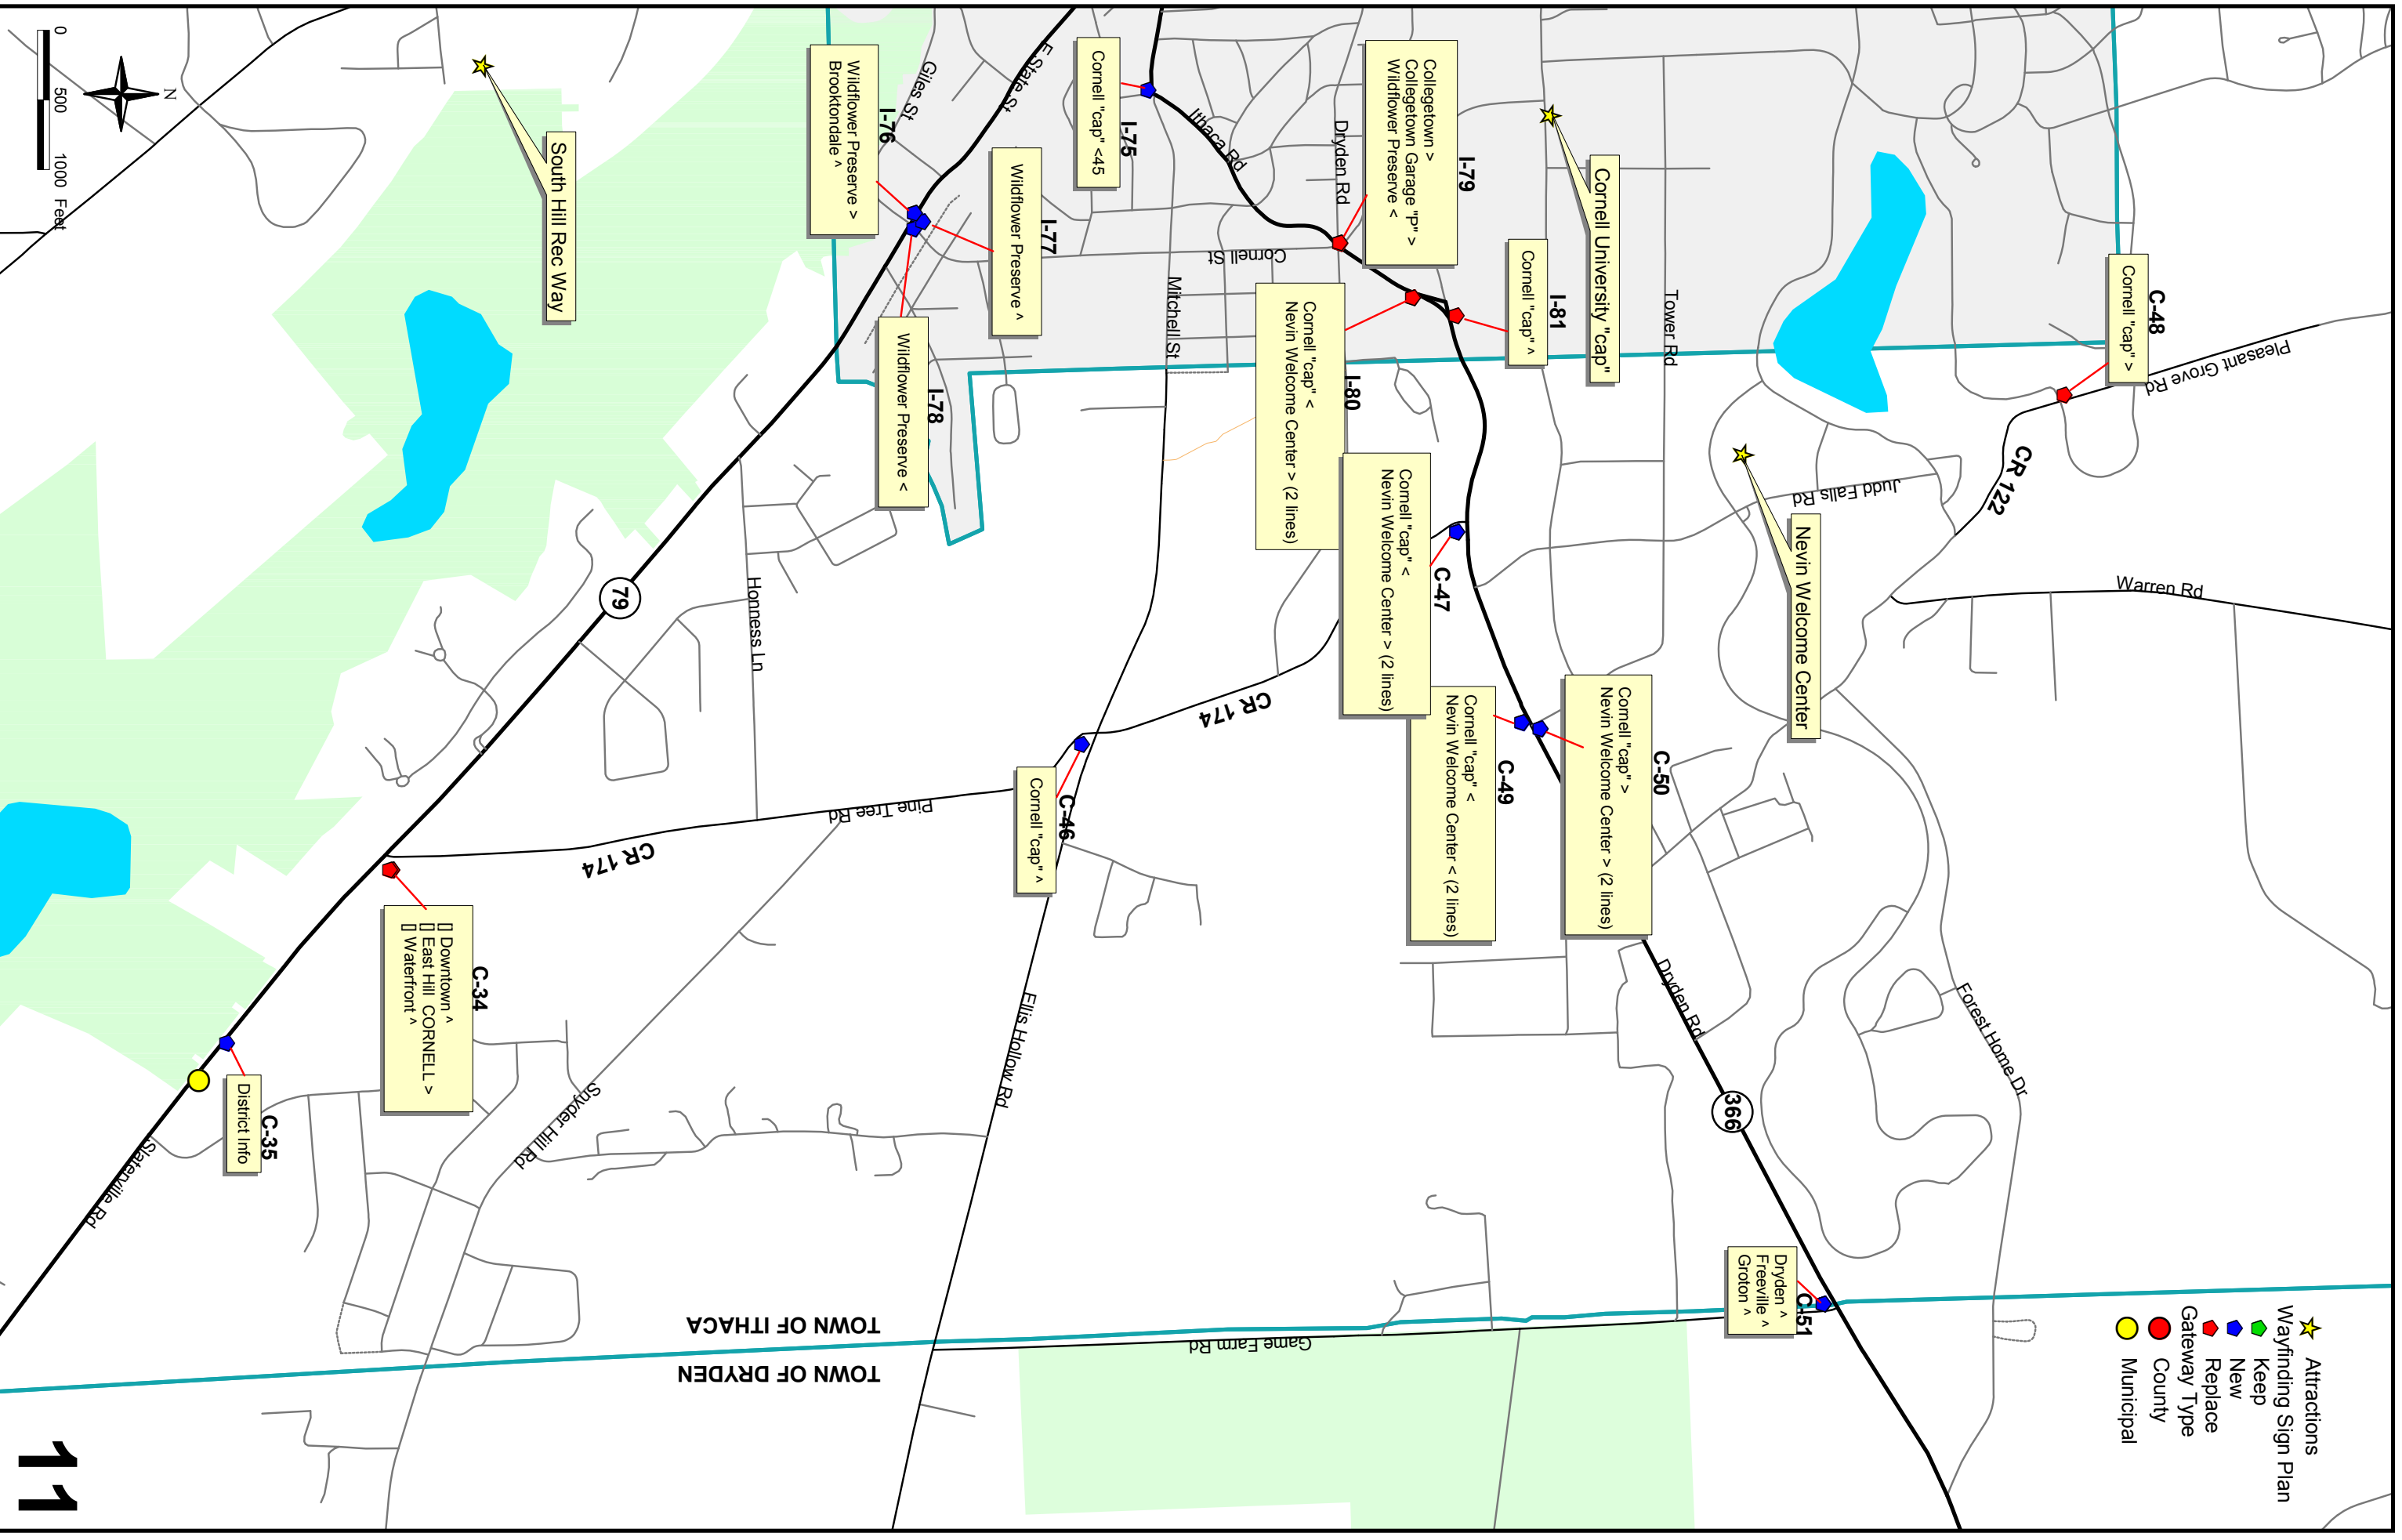 Attractions
Wayfinding Sign Plan
Keep
New
Replace
Gateway Type
County
Municipal
C-48
Cornell "cap" >
Pleasant Grove Rd
CR 122
Warren Rd
Judd Falls Rd
Nevin Welcome Center
Forest Home Dr
Tower Rd
Cornell University "cap"
I-81
Cornell "cap" ^
I-79
Collegetown >
Collegetown Garage "P" >
Wildflower Preserve <
Dryden Rd
Ithaca Rd
Cornell St
I-80
Cornell "cap" <
Nevin Welcome Center > (2 lines)
C-47
Cornell "cap" <
Nevin Welcome Center > (2 lines)
C-50
Cornell "cap" >
Nevin Welcome Center > (2 lines)
C-49
Cornell "cap" <
Nevin Welcome Center < (2 lines)
Dryden Rd
366
C-51
Dryden ^
Freeville ^
Groton ^
Game Farm Rd
I-75
Cornell "cap" <45
E State St
Giles St
Mitchell St
I-77
Wildflower Preserve ^
I-76
Wildflower Preserve >
Brooktondale ^
I-78
Wildflower Preserve <
CR 174
C-46
Cornell "cap" ^
Pine Tree Rd
Ellis Hollow Rd
Honness Ln
79
CR 174
South Hill Rec Way
C-34
[] Downtown ^
[] East Hill CORNELL >
[] Waterfront ^
C-35
District Info
Snyder Hill Rd
Slaterville Rd
TOWN OF ITHACA
TOWN OF DRYDEN
N
0 500 1000 Feet
11